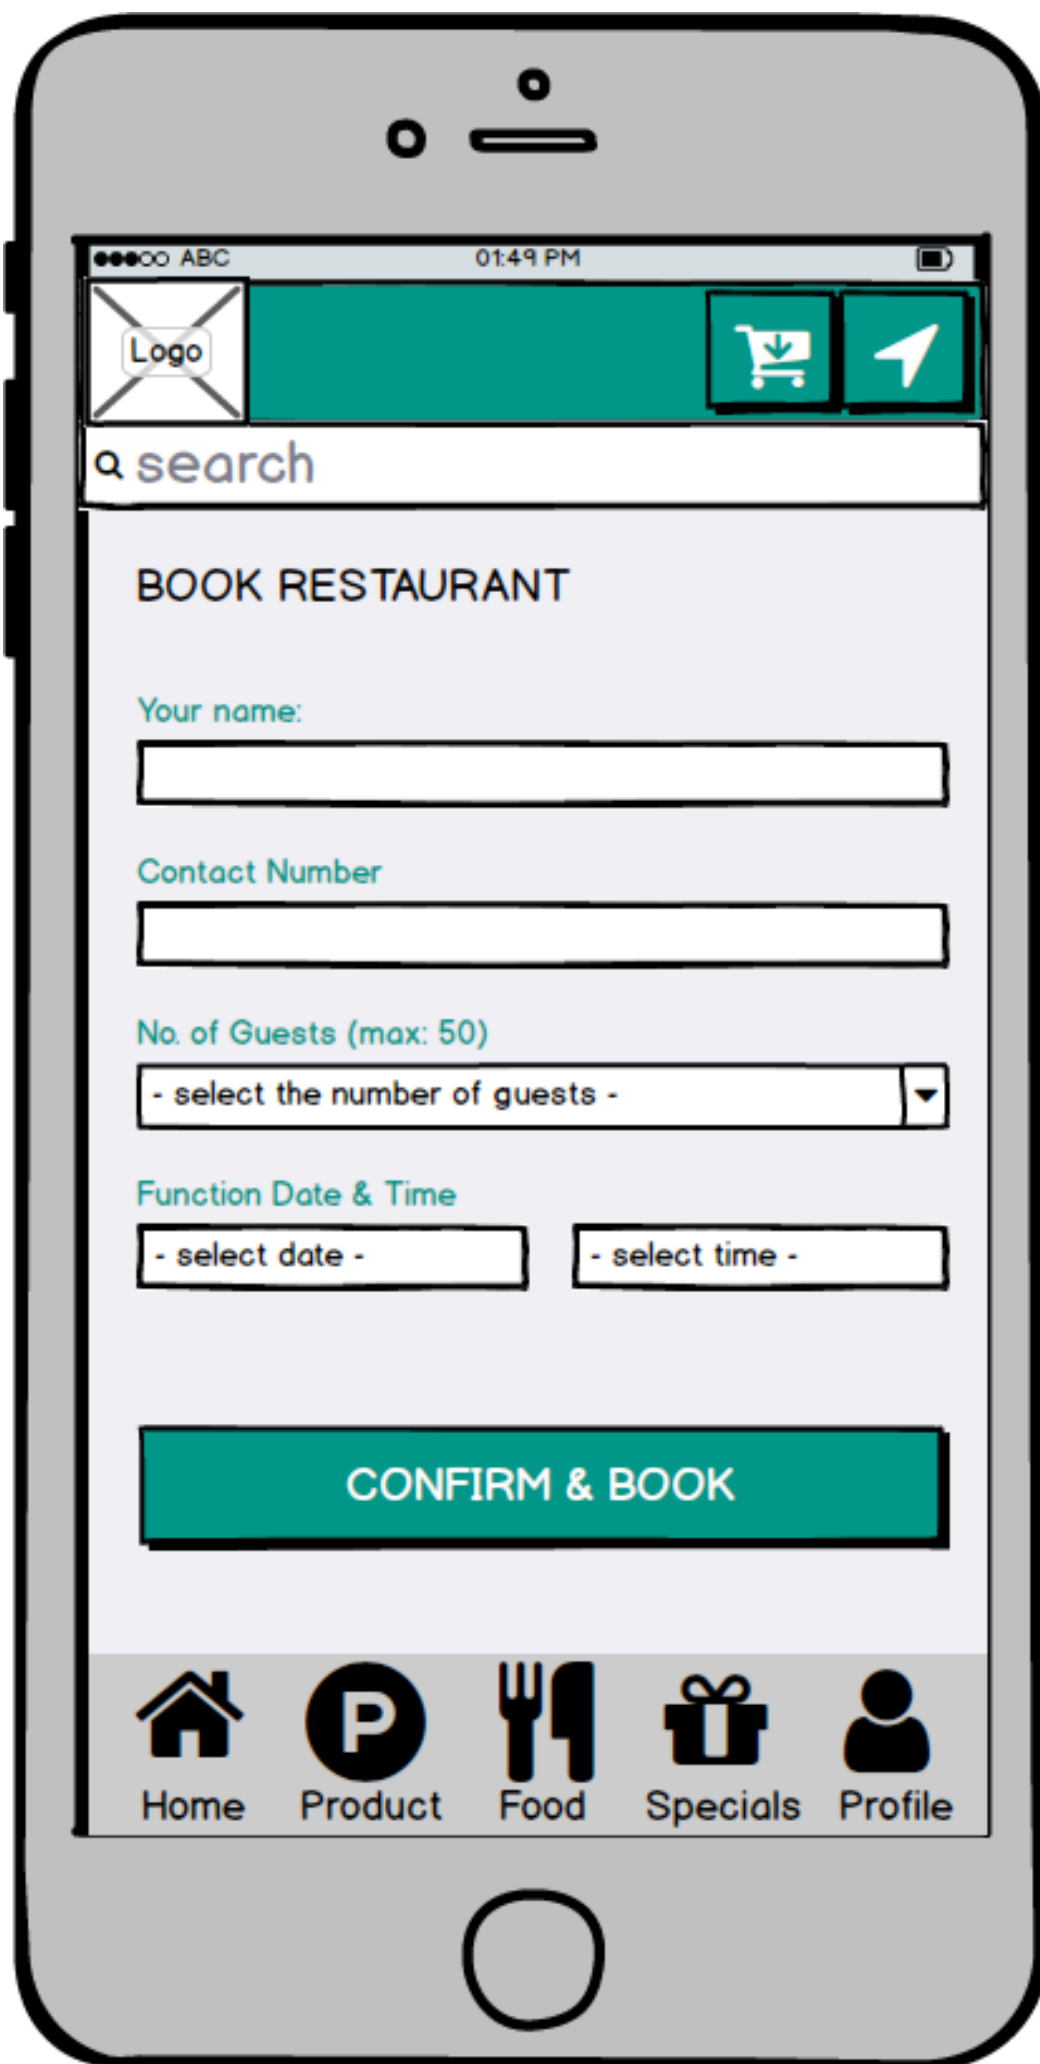 ABC 01:49 PM
Logo
search
BOOK RESTAURANT
Your name:
Contact Number
No. of Guests (max: 50)
- select the number of guests -
Function Date & Time
- select date - - select time -
CONFIRM & BOOK
P
Home Product Food Specials Profile